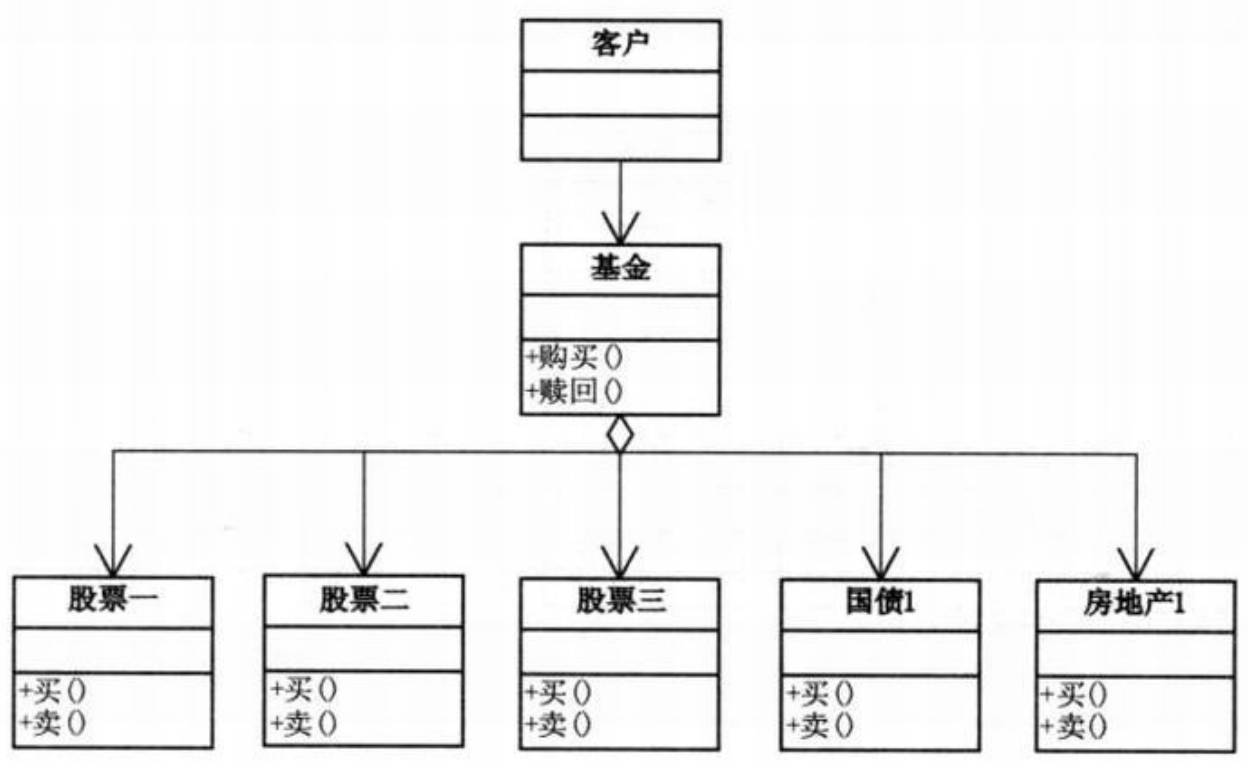 客户
基金
+购买()
+赎回()
股票一
+买()
+卖()
股票二
+买()
+卖()
股票三
+买()
+卖()
国债1
+买()
+卖()
房地产1
+买()
+卖()